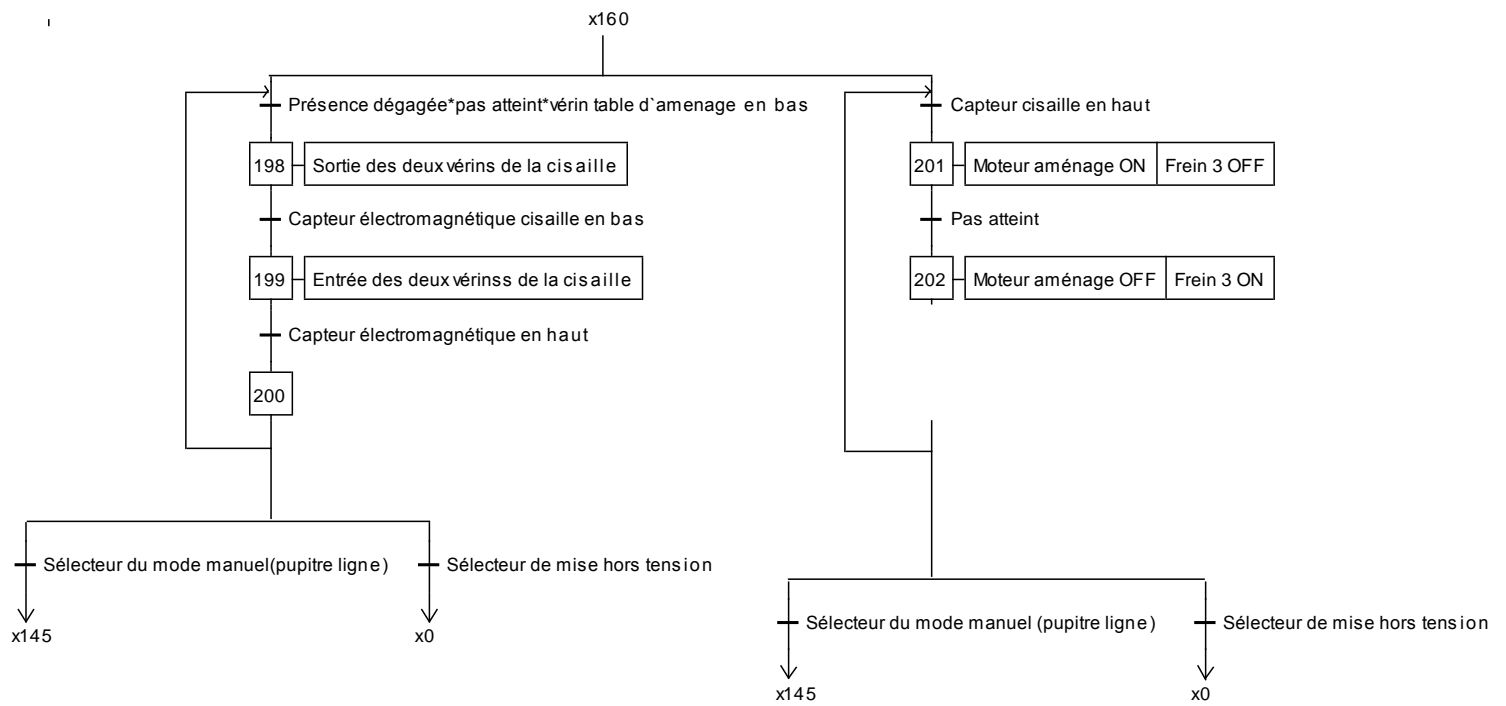 x160
Présence dégagée*pas atteint*vérin table d`amenage en bas
198
Sortie des deux vérins de la cisaille
Capteur électromagnétique cisaille en bas
199
Entrée des deux vérinss de la cisaille
Capteur électromagnétique en haut
200
Sélecteur du mode manuel(pupitre ligne)
Sélecteur de mise hors tension
x145
x0
Capteur cisaille en haut
201
Moteur aménage ON
Frein 3 OFF
Pas atteint
202
Moteur aménage OFF
Frein 3 ON
Sélecteur du mode manuel (pupitre ligne)
Sélecteur de mise hors tension
x145
x0